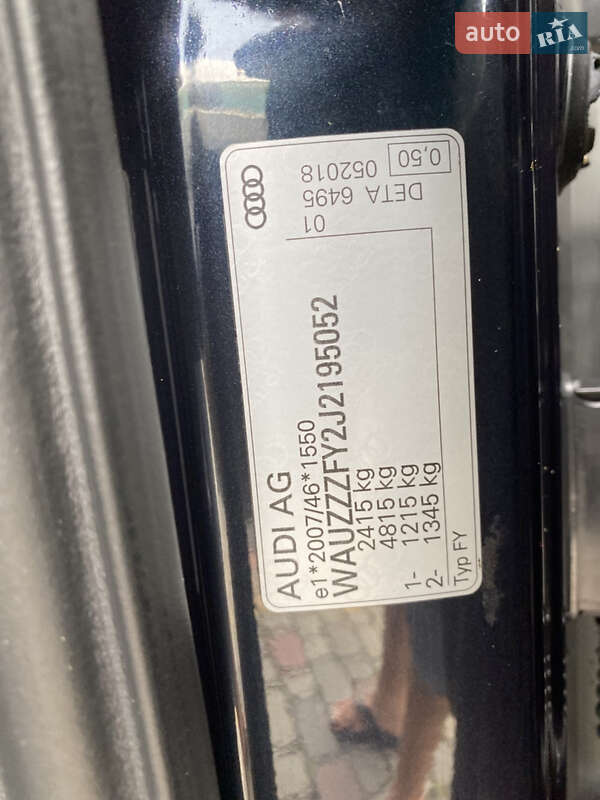 auto RIA .com
AUDI AG
e1*2007/46*1550
WAUZZZFY2J2195052
2415 kg
4815 kg
1- 1215 kg
2- 1345 kg
Typ FY
01
DETA 6495
052018
0,50